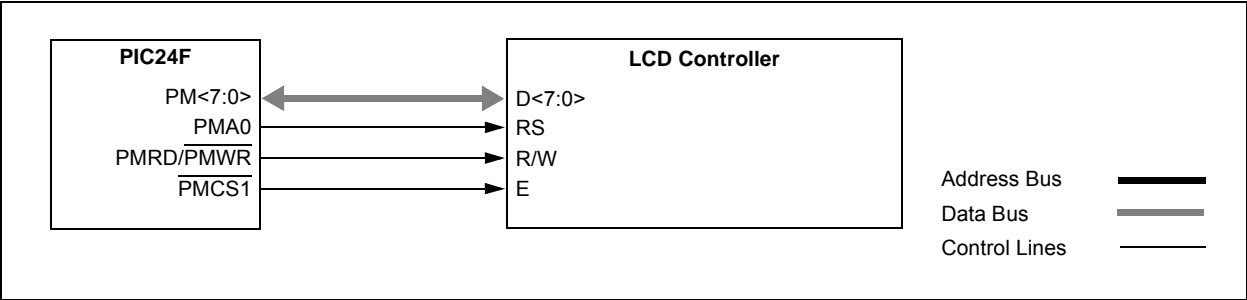 PIC24F
LCD Controller
PM<7:0>
D<7:0>
PMA0
RS
PMRD/PMWR
R/W
PMCS1
E
Address Bus
Data Bus
Control Lines